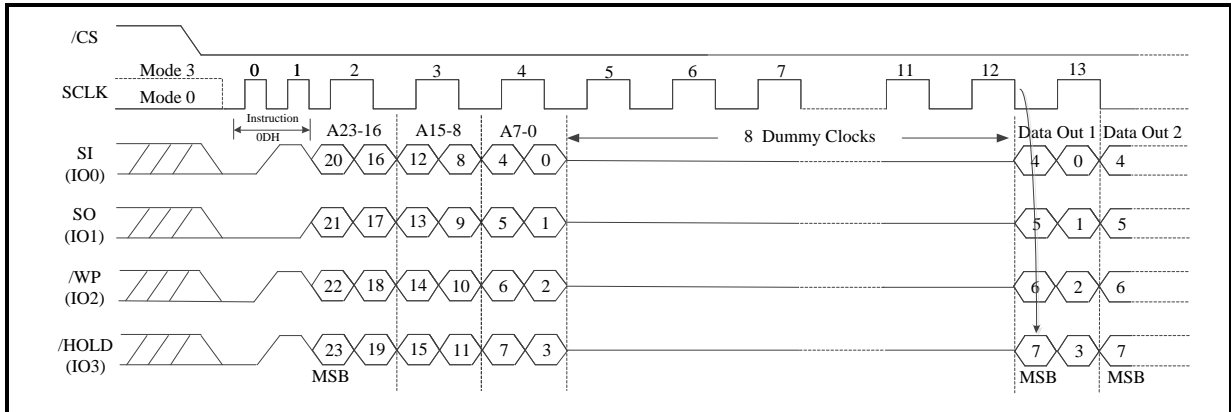 /CS
Mode 3 0 1 2 3 4 5 6 7 11 12 13
SCLK
Mode 0
Instruction
0DH
A23-16 A15-8 A7-0 8 Dummy Clocks Data Out 1 Data Out 2
SI
(IO0)
20 16 12 8 4 0 4 0 4
SO
(IO1)
21 17 13 9 5 1 5 1 5
/WP
(IO2)
22 18 14 10 6 2 6 2 6
/HOLD
(IO3)
23 19 15 11 7 3 7 3 7
MSB MSB MSB